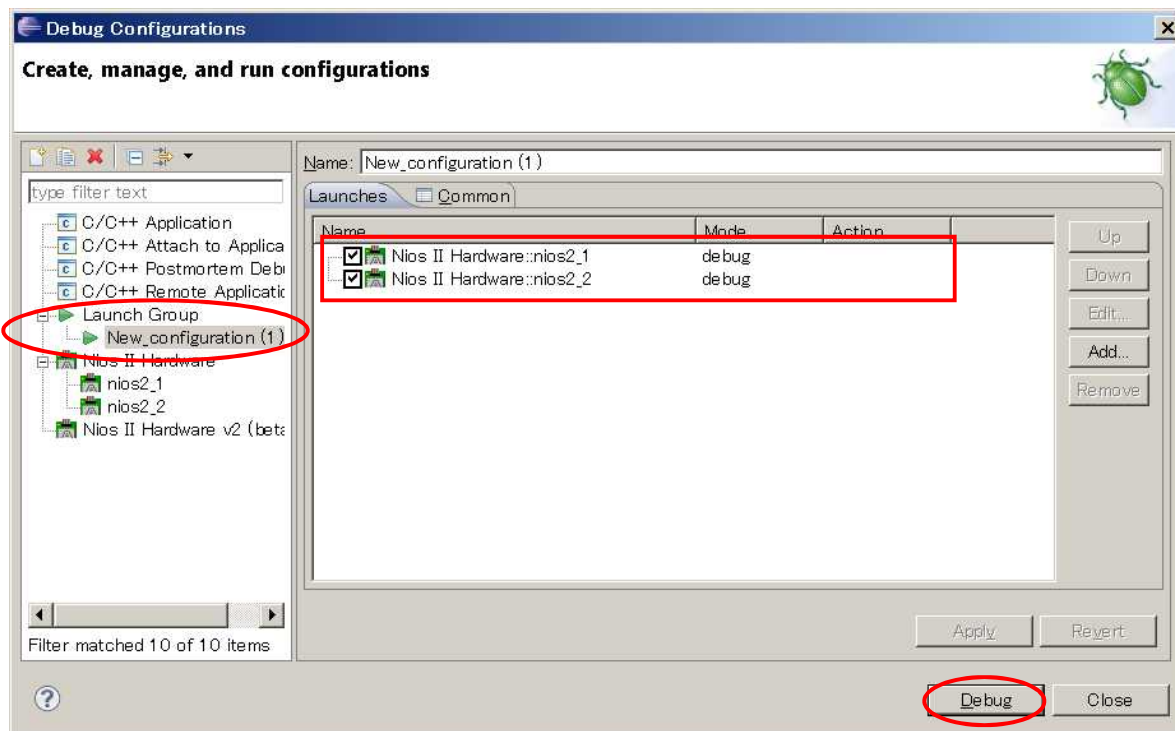 Debug Configurations
Create, manage, and run configurations
type filter text
C/C++ Application
C/C++ Attach to Applica
C/C++ Postmortem Deb
C/C++ Remote Applicatic
Launch Group
New_configuration (1)
Nios II Hardware
nios2_1
nios2_2
Nios II Hardware v2 (beta
Filter matched 10 of 10 items
Name: New_configuration (1)
Launches Common
Name Mode Action
Nios II Hardware::nios2_1 debug
Nios II Hardware::nios2_2 debug
Up
Down
Edit...
Add...
Remove
Apply Revert
Debug Close